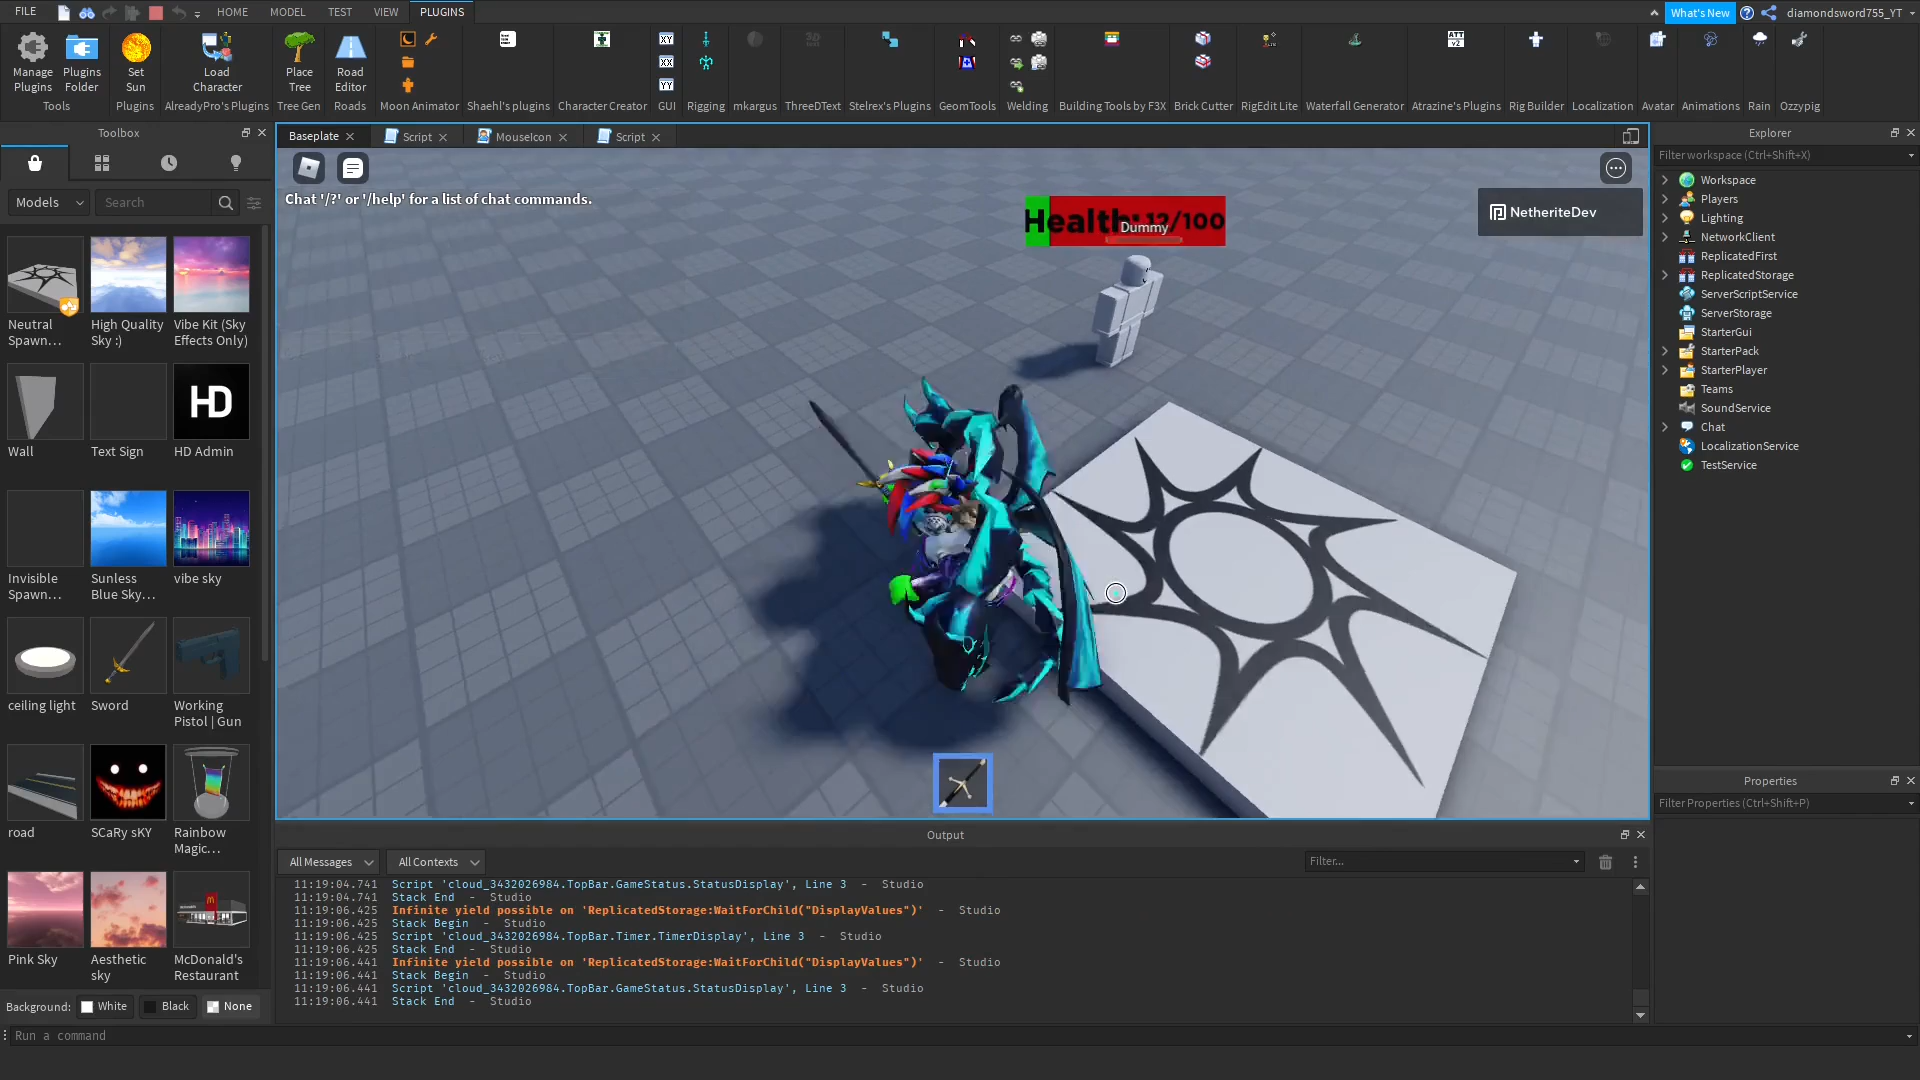 FILE
HOME
MODEL
TEST
VIEW
PLUGINS
What's New
diamondsword755_YT
Manage
Plugins
Plugins
Folder
Set
Sun
Load
Character
Place
Tree
Road
Editor
XY
XX
YY
ATT
v2
Tools
Plugins
AlreadyPro's Plugins
Tree Gen
Roads
Moon Animator
Shaehl's plugins
Character Creator
GUI
Rigging
mkargus
ThreeDText
Stelrex's Plugins
GeomTools
Welding
Building Tools by F3X
Brick Cutter
RigEdit Lite
Waterfall Generator
Atrazine's Plugins
Rig Builder
Localization
Avatar
Animations
Rain
Ozzypig
Toolbox
Models
Search
Neutral
Spawn...
High Quality
Sky :)
Vibe Kit (Sky
Effects Only)
HD
Wall
Text Sign
HD Admin
Invisible
Spawn...
Sunless
Blue Sky...
vibe sky
ceiling light
Sword
Working
Pistol | Gun
road
SCaRy sKY
Rainbow
Magic...
Pink Sky
Aesthetic
sky
McDonald's
Restaurant
Background:
White
Black
None
Run a command
Baseplate
Script
MouseIcon
Script
Chat '/?' or '/help' for a list of chat commands.
Health: 12/100
Dummy
NetheriteDev
Output
All Messages
All Contexts
Filter...
11:19:04.741 Script 'cloud_3432026984.TopBar.GameStatus.StatusDisplay', Line 3 - Studio
11:19:04.741 Stack End - Studio
11:19:06.425 Infinite yield possible on 'ReplicatedStorage:WaitForChild("DisplayValues")' - Studio
11:19:06.425 Stack Begin - Studio
11:19:06.425 Script 'cloud_3432026984.TopBar.Timer.TimerDisplay', Line 3 - Studio
11:19:06.425 Stack End - Studio
11:19:06.441 Infinite yield possible on 'ReplicatedStorage:WaitForChild("DisplayValues")' - Studio
11:19:06.441 Stack Begin - Studio
11:19:06.441 Script 'cloud_3432026984.TopBar.GameStatus.StatusDisplay', Line 3 - Studio
11:19:06.441 Stack End - Studio
Explorer
Filter workspace (Ctrl+Shift+X)
Workspace
Players
Lighting
NetworkClient
ReplicatedFirst
ReplicatedStorage
ServerScriptService
ServerStorage
StarterGui
StarterPack
StarterPlayer
Teams
SoundService
Chat
LocalizationService
TestService
Properties
Filter Properties (Ctrl+Shift+P)